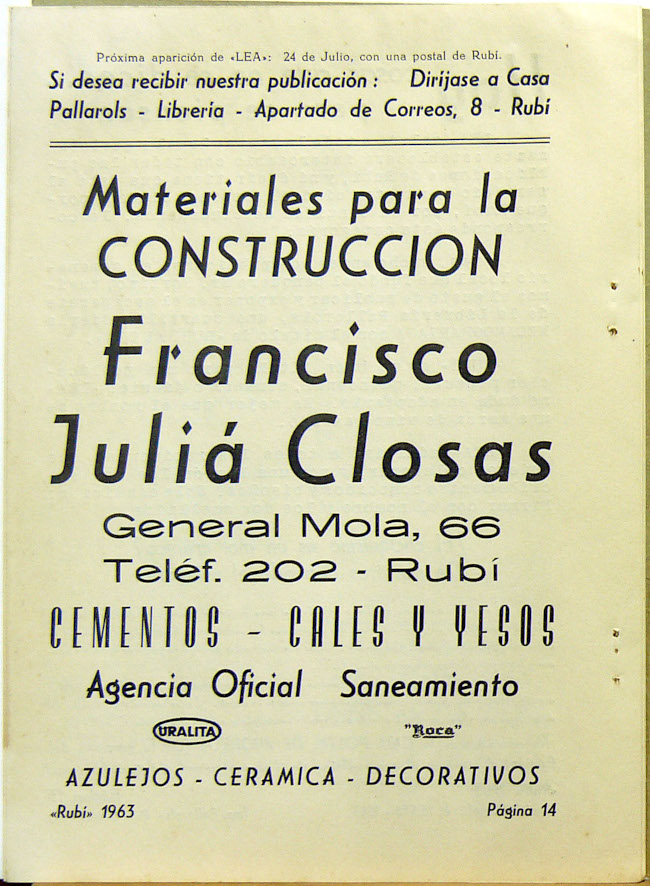 Próxima aparición de «LEA»: 24 de Julio, con una postal de Rubí.
Si desea recibir nuestra publicación : Diríjase a Casa
Pallarols - Librería - Apartado de Correos, 8 - Rubí
Materiales para la
CONSTRUCCION
Francisco
Juliá Closas
General Mola, 66
Teléf. 202 - Rubí
CEMENTOS - CALES Y YESOS
Agencia Oficial Saneamiento
URALITA "Roca"
AZULEJOS - CERAMICA - DECORATIVOS
«Rubí» 1963 Página 14